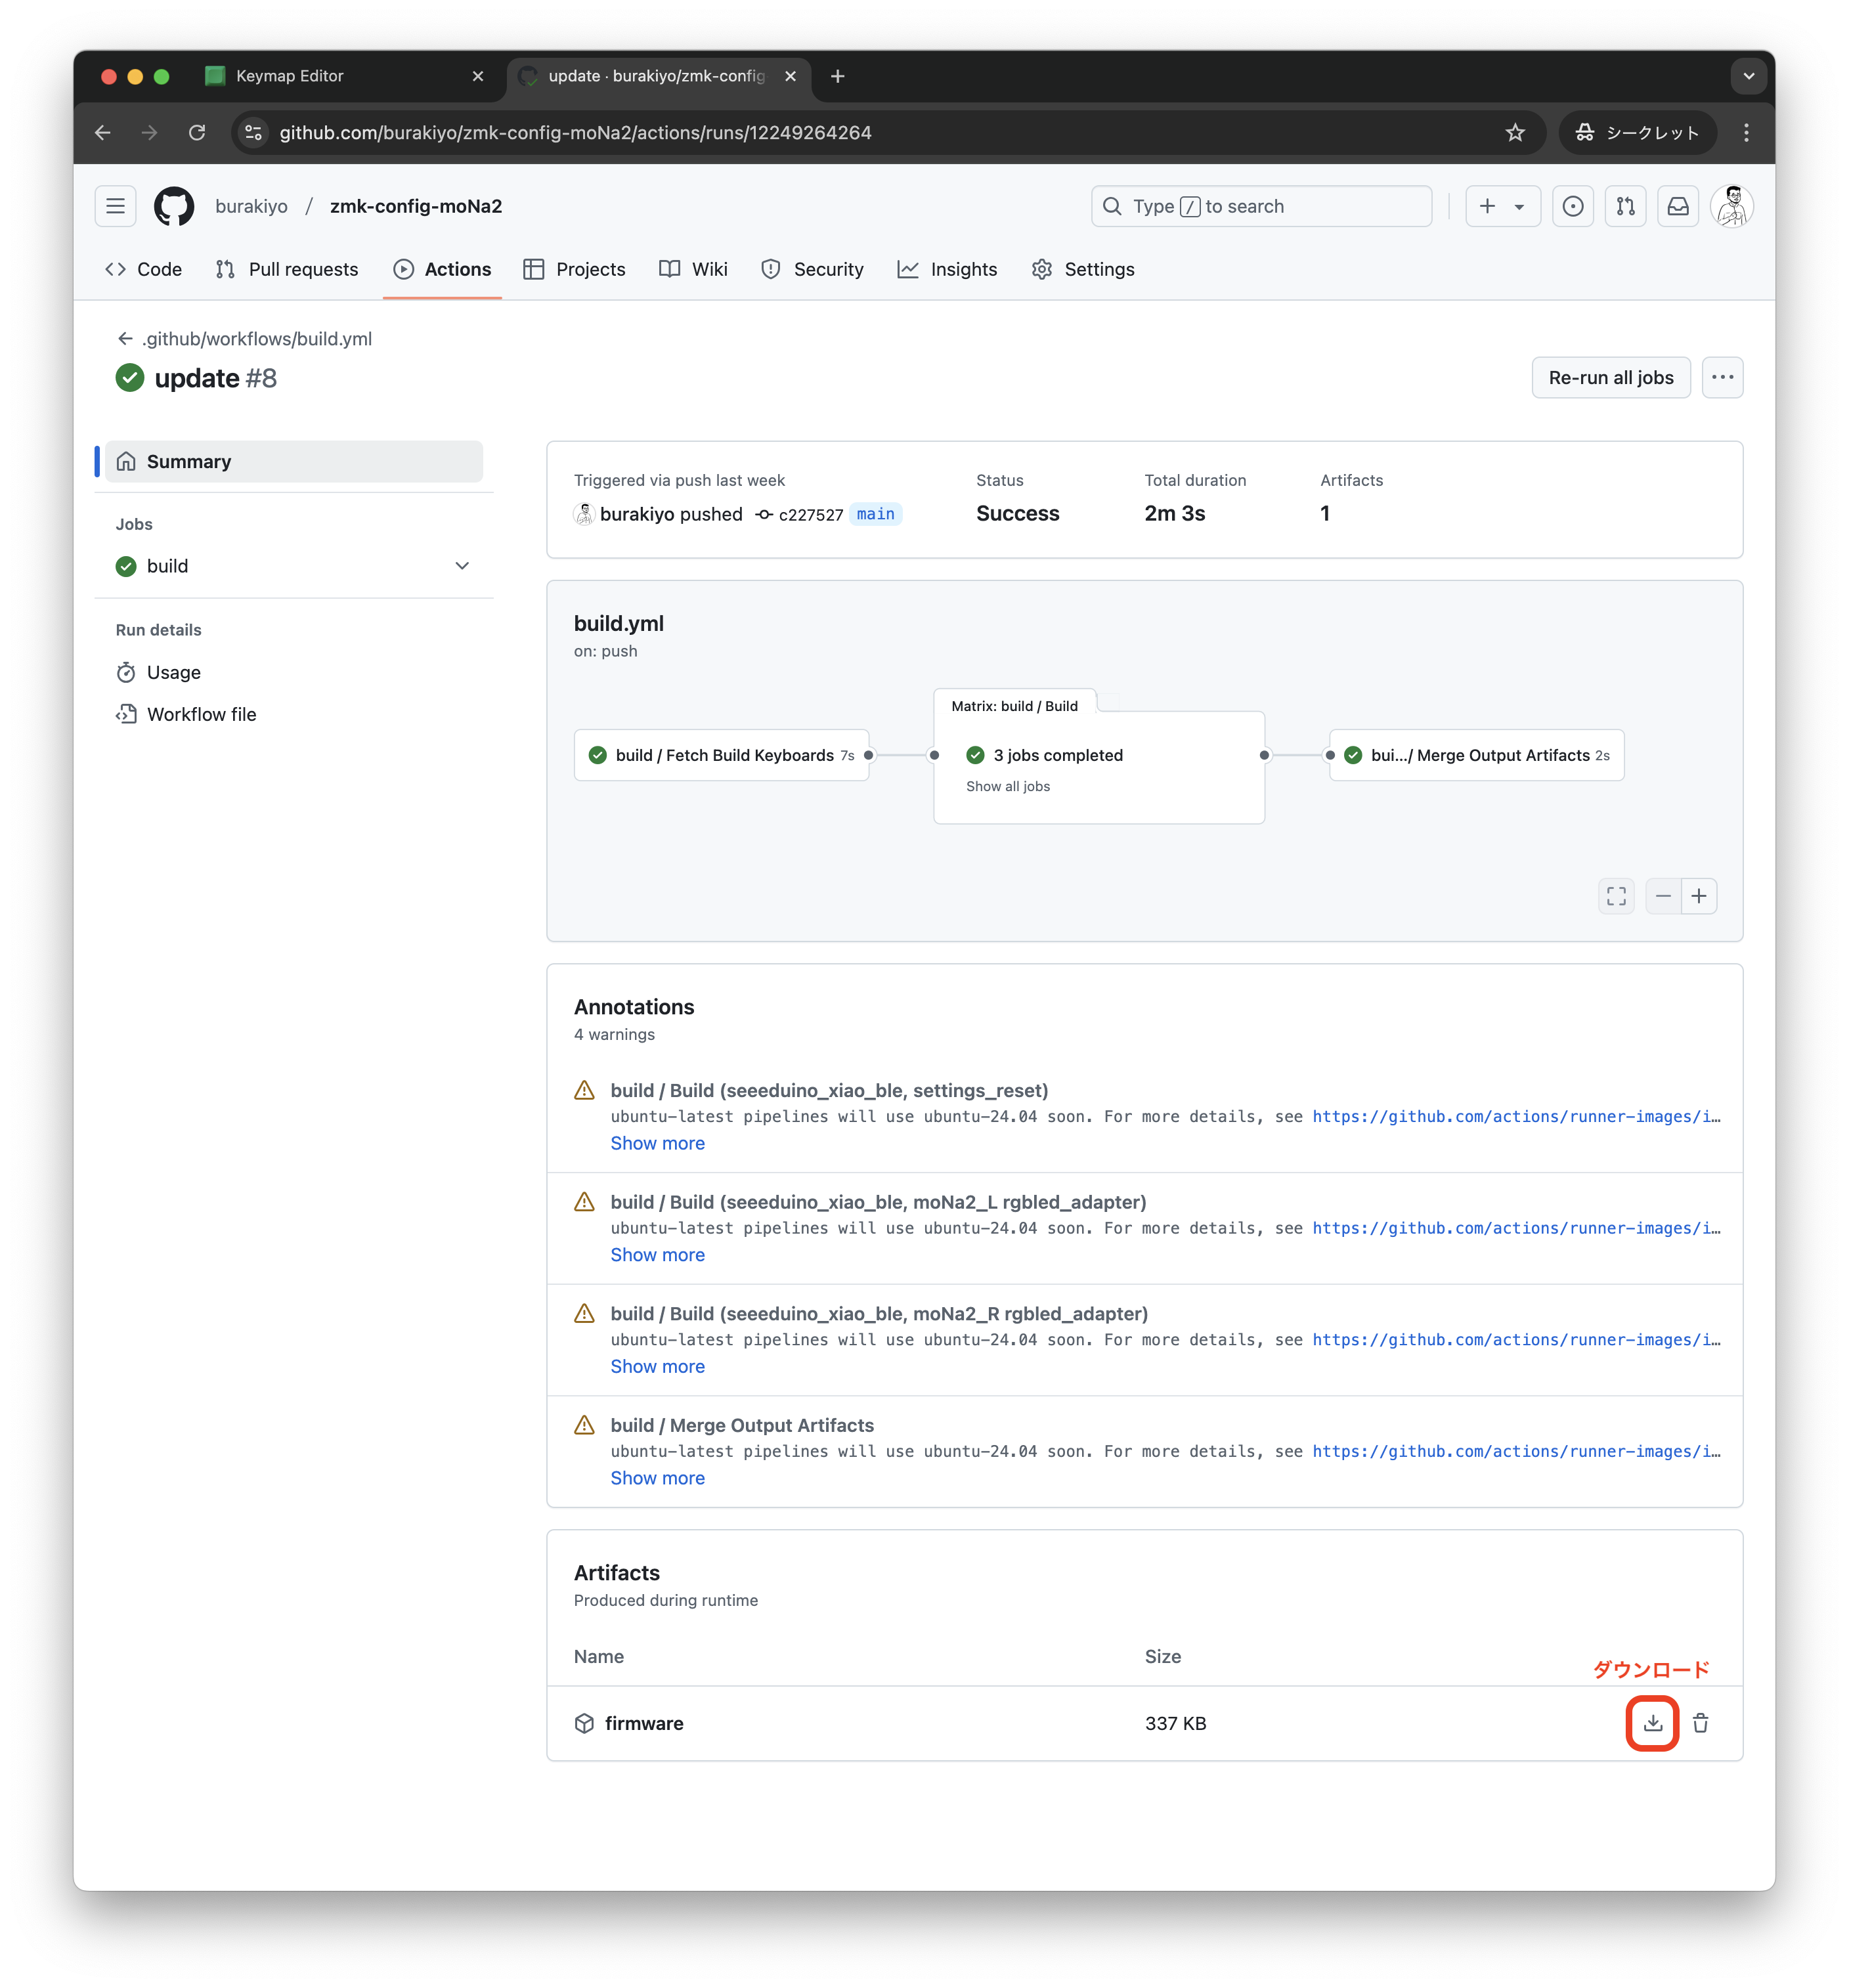 Keymap Editor
update · burakiyo/zmk-config
github.com/burakiyo/zmk-config-moNa2/actions/runs/12249264264
シークレット
burakiyo / zmk-config-moNa2
Type / to search
Code Pull requests Actions Projects Wiki Security Insights Settings
.github/workflows/build.yml
update #8
Re-run all jobs
Summary
Jobs
build
Run details
Usage
Workflow file
Triggered via push last week
burakiyo pushed c227527 main
Status
Success
Total duration
2m 3s
Artifacts
1
build.yml
on: push
build / Fetch Build Keyboards 7s
Matrix: build / Build
3 jobs completed
Show all jobs
bui.../ Merge Output Artifacts 2s
Annotations
4 warnings
build / Build (seeeduino_xiao_ble, settings_reset)
ubuntu-latest pipelines will use ubuntu-24.04 soon. For more details, see https://github.com/actions/runner-images/i…
Show more
build / Build (seeeduino_xiao_ble, moNa2_L rgbled_adapter)
ubuntu-latest pipelines will use ubuntu-24.04 soon. For more details, see https://github.com/actions/runner-images/i…
Show more
build / Build (seeeduino_xiao_ble, moNa2_R rgbled_adapter)
ubuntu-latest pipelines will use ubuntu-24.04 soon. For more details, see https://github.com/actions/runner-images/i…
Show more
build / Merge Output Artifacts
ubuntu-latest pipelines will use ubuntu-24.04 soon. For more details, see https://github.com/actions/runner-images/i…
Show more
Artifacts
Produced during runtime
Name Size
ダウンロード
firmware 337 KB